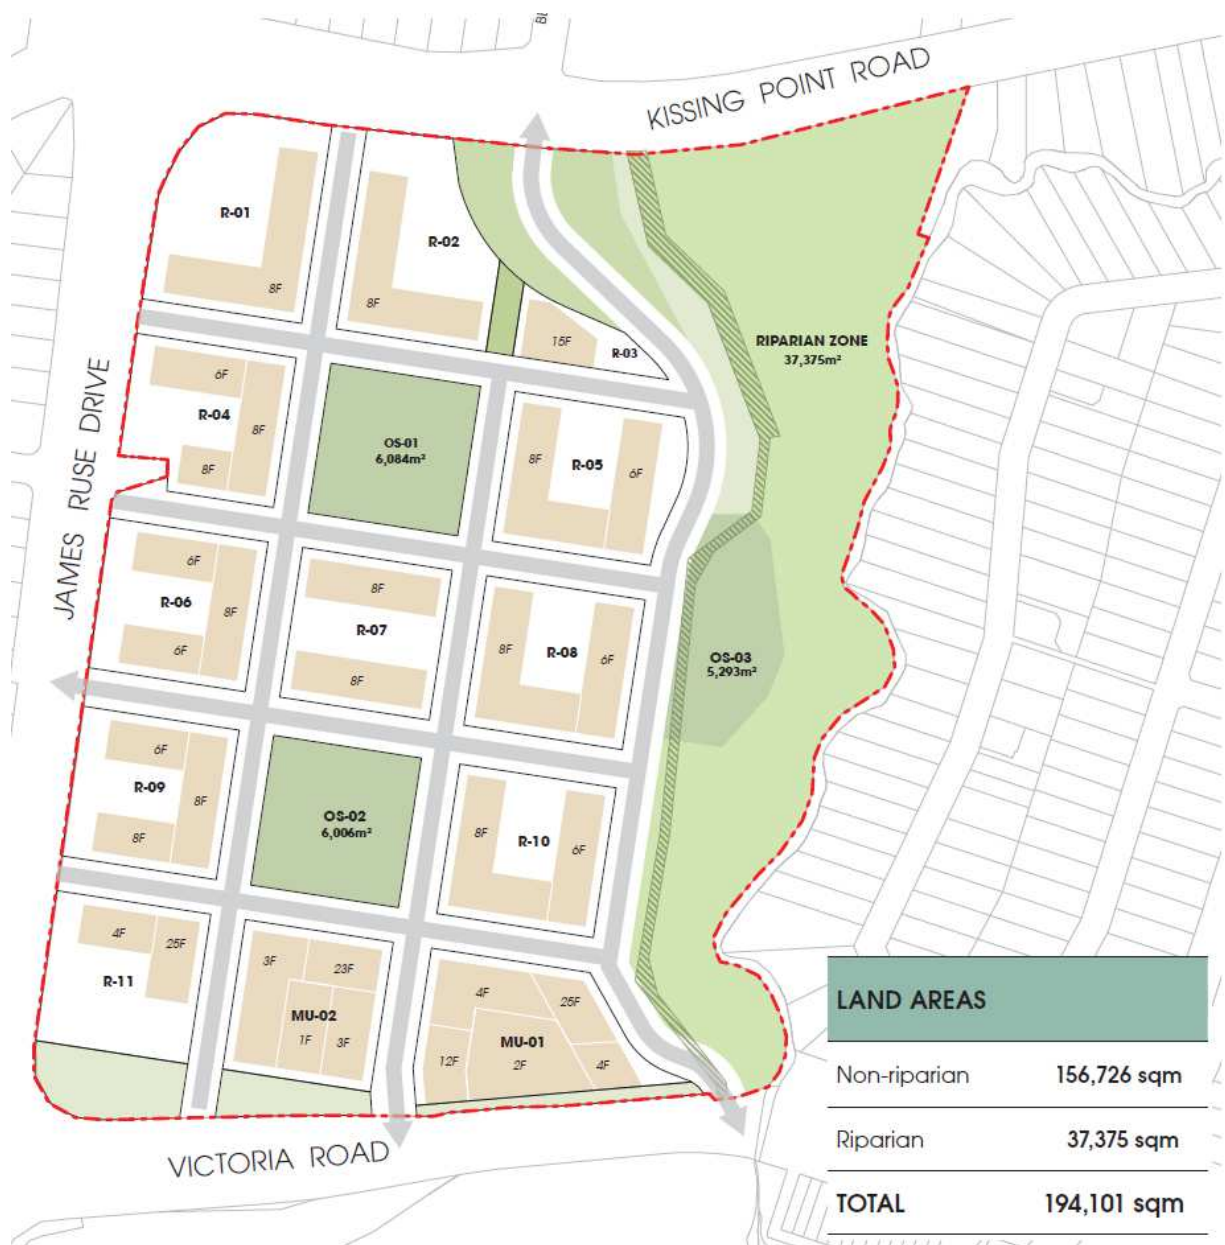 BL
KISSING POINT ROAD
R-01
8F
R-02
8F
15F
R-03
RIPARIAN ZONE
37,375m²
JAMES RUSE DRIVE
6F
R-04
8F
8F
OS-01
6,084m²
8F
R-05
6F
6F
R-06
8F
6F
8F
R-07
8F
8F
R-08
6F
OS-03
5,293m²
6F
R-09
8F
8F
OS-02
6,006m²
8F
R-10
6F
4F
25F
R-11
3F
23F
MU-02
1F
3F
4F
25F
MU-01
12F
2F
4F
VICTORIA ROAD
LAND AREAS
Non-riparian 156,726 sqm
Riparian 37,375 sqm
TOTAL 194,101 sqm